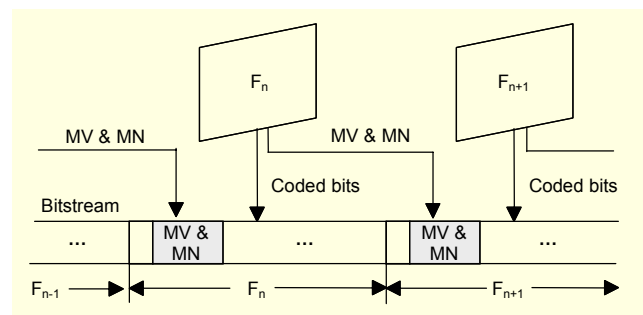 Fn
Fn+1
MV & MN
MV & MN
Coded bits
Coded bits
Bitstream
... MV & MN ... MV & MN ...
Fn-1
Fn
Fn+1